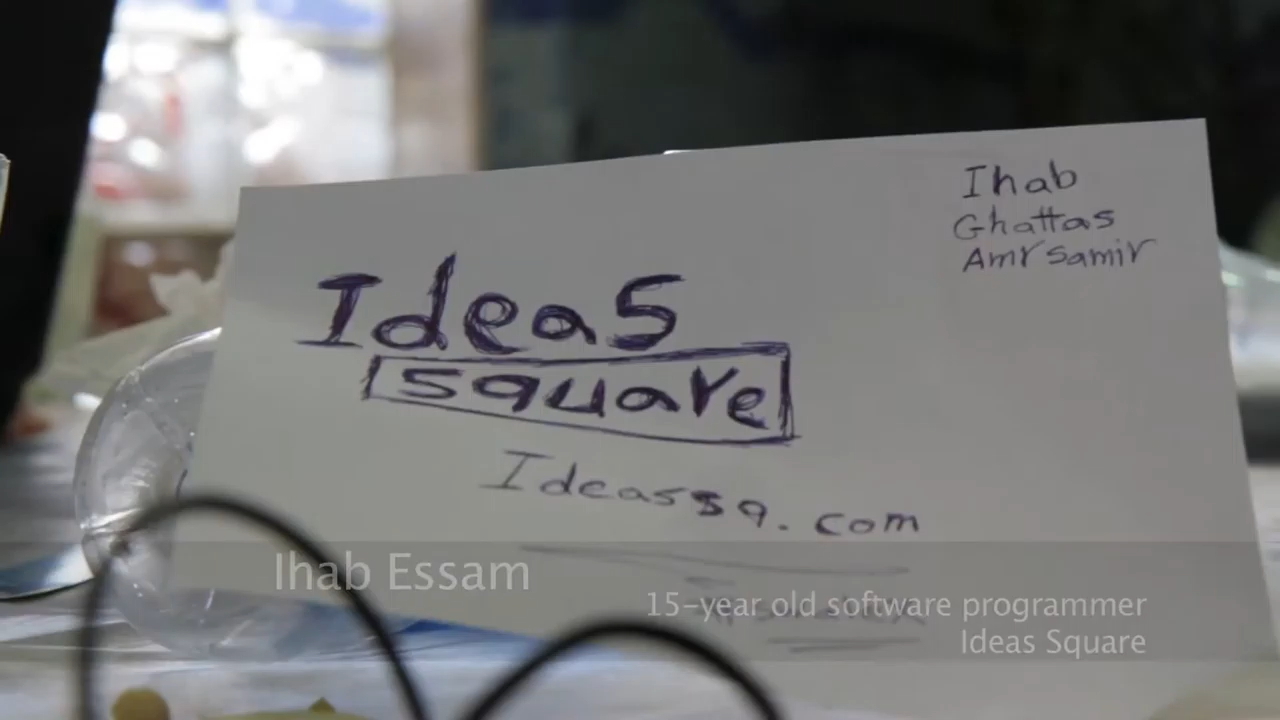 Ihab
Ghattas
Amr Samir
Ideas
square
Ideassq.com
Ihab Essam
15-year old software programmer
Ideas Square